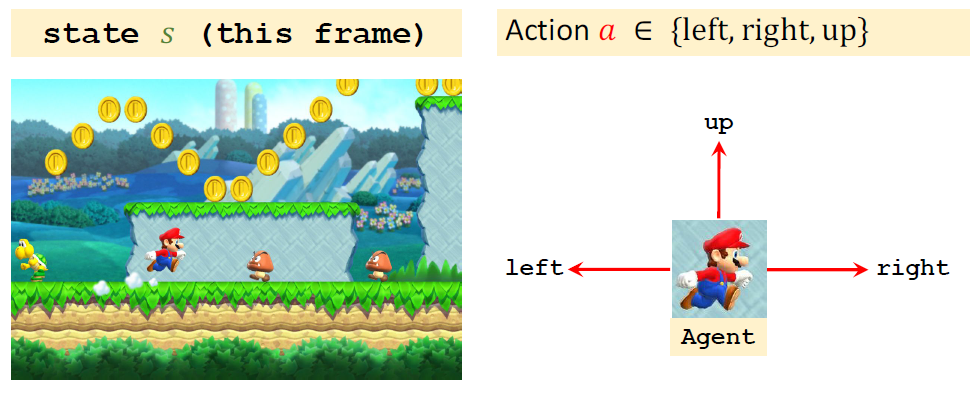 state s (this frame)
Action a ∈ {left, right, up}
up
left
right
Agent